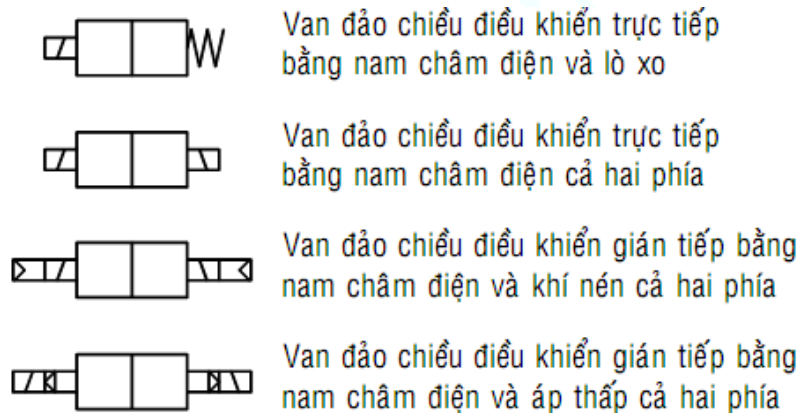 Van đảo chiều điều khiển trực tiếp
bằng nam châm điện và lò xo
Van đảo chiều điều khiển trực tiếp
bằng nam châm điện cả hai phía
Van đảo chiều điều khiển gián tiếp bằng
nam châm điện và khí nén cả hai phía
Van đảo chiều điều khiển gián tiếp bằng
nam châm điện và áp thấp cả hai phía